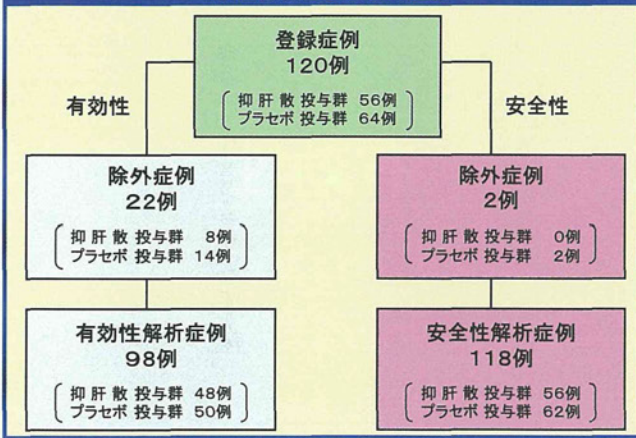 登録症例
120例
抑肝散投与群 56例
プラセボ投与群 64例
有効性
安全性
除外症例
22例
抑肝散投与群 8例
プラセボ投与群 14例
除外症例
2例
抑肝散投与群 0例
プラセボ投与群 2例
有効性解析症例
98例
抑肝散投与群 48例
プラセボ投与群 50例
安全性解析症例
118例
抑肝散投与群 56例
プラセボ投与群 62例